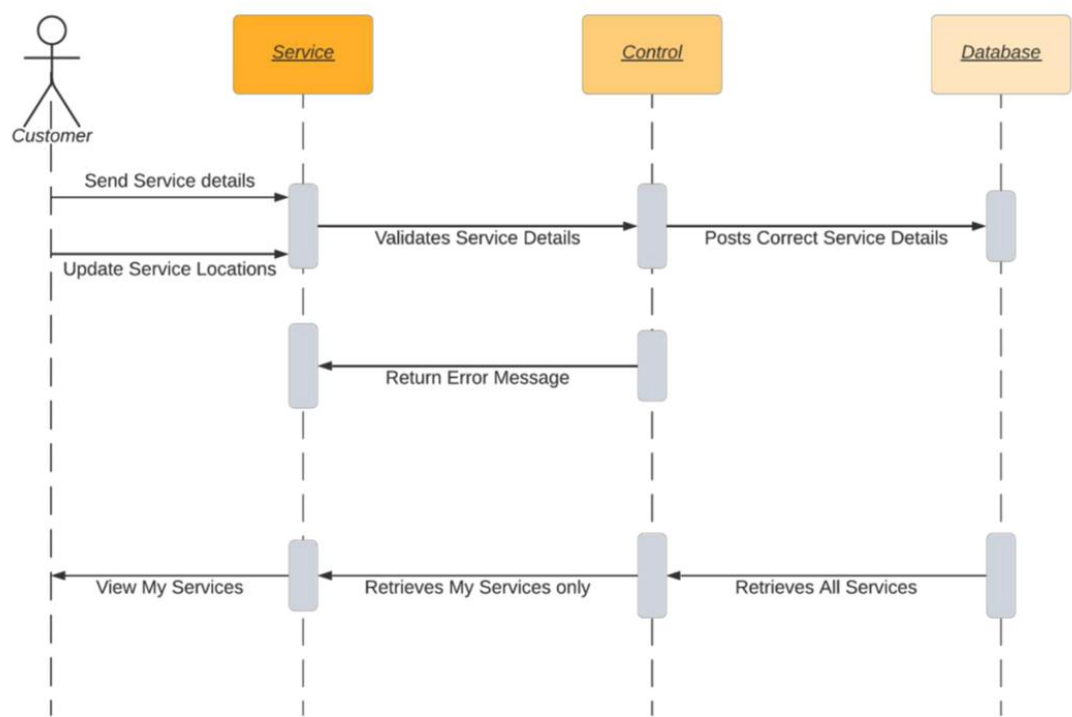 Service
Control
Database
Customer
Send Service details
Validates Service Details
Posts Correct Service Details
Update Service Locations
Return Error Message
View My Services
Retrieves My Services only
Retrieves All Services